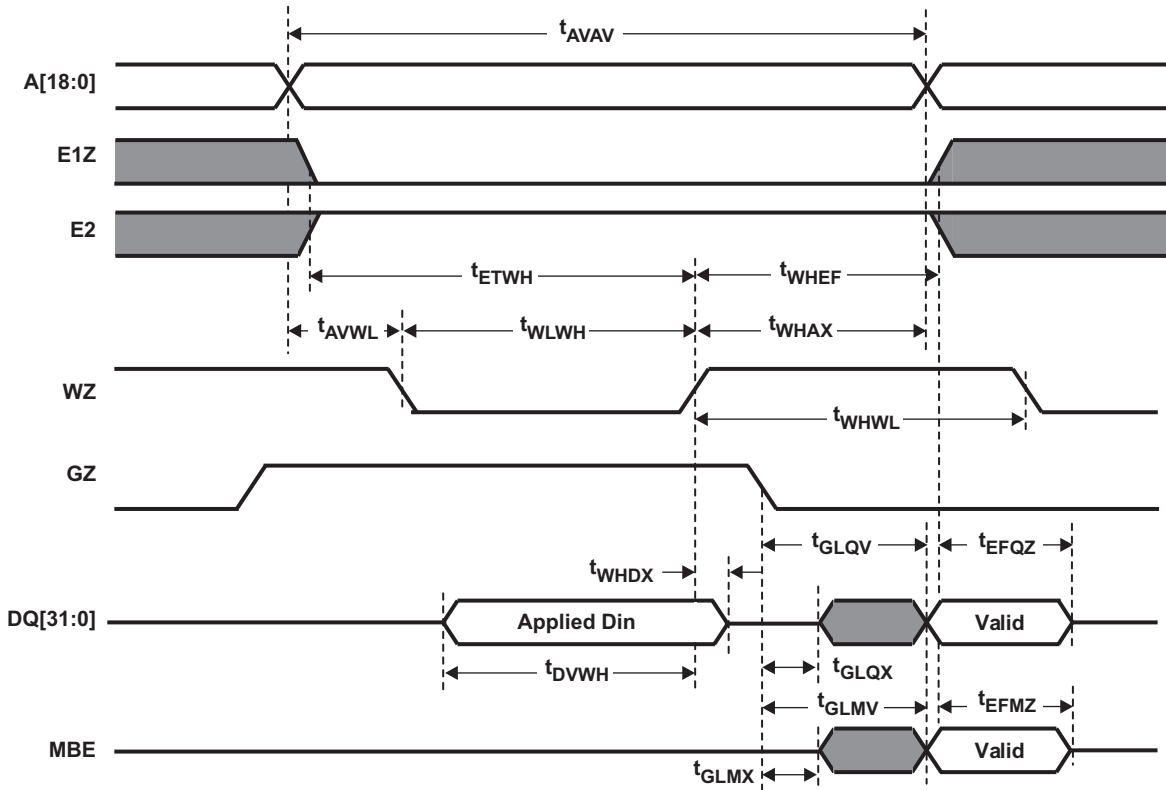 tAVAV
A[18:0]
E1Z
E2
tETWH
tWHEF
tAVWL
tWLWH
tWHAX
WZ
tWHWL
GZ
tGLQV
tEFQZ
tWHDX
DQ[31:0]
Applied Din
Valid
tDVWH
tGLQX
tGLMV
tEFMZ
MBE
Valid
tGLMX